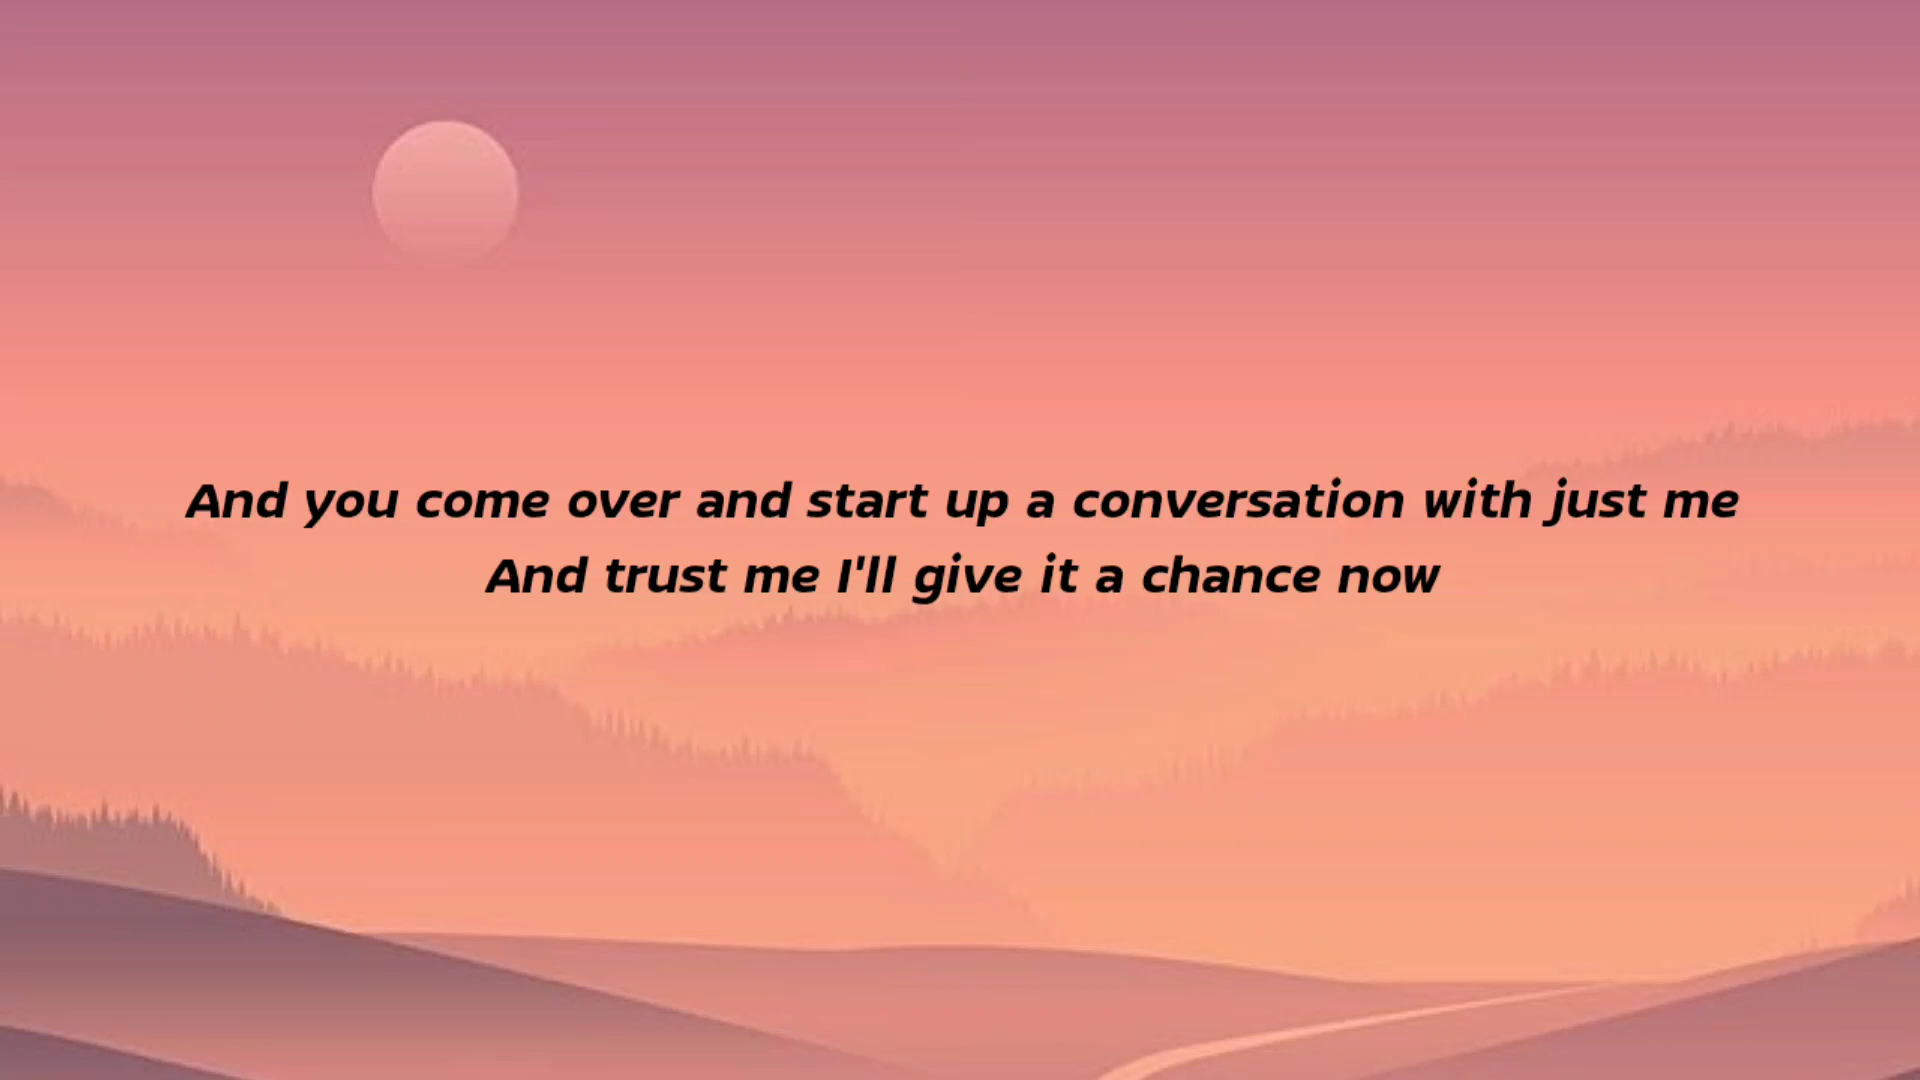 And you come over and start up a conversation with just me
And trust me I'll give it a chance now